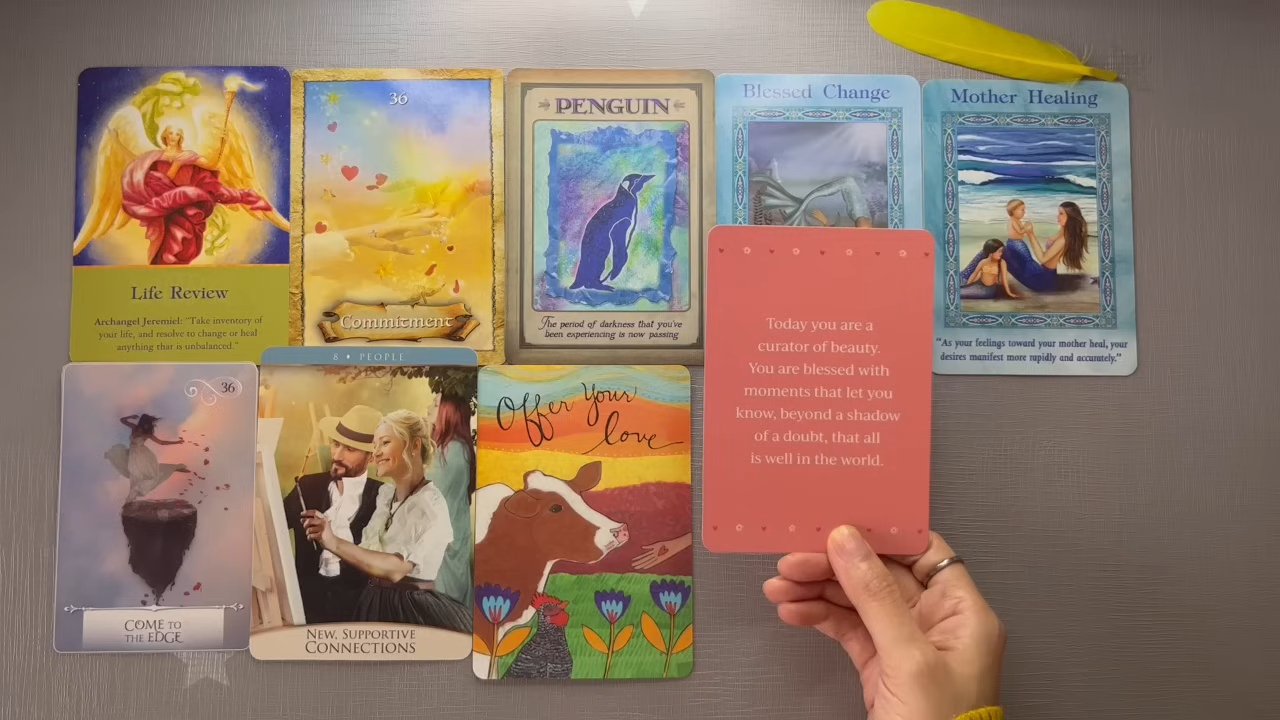 Life Review
Archangel Jeremiel: "Take inventory of
your life, and resolve to change or heal
anything that is unbalanced."
36
Commitment
PENGUIN
The period of darkness that you've
been experiencing is now passing
Blessed Change
Mother Healing
"As your feelings toward your mother heal, your
desires manifest more rapidly and accurately."
36
COME TO
THE EDGE
8 • PEOPLE
NEW, SUPPORTIVE
CONNECTIONS
Offer Your
love
Today you are a
curator of beauty.
You are blessed with
moments that let you
know, beyond a shadow
of a doubt, that all
is well in the world.